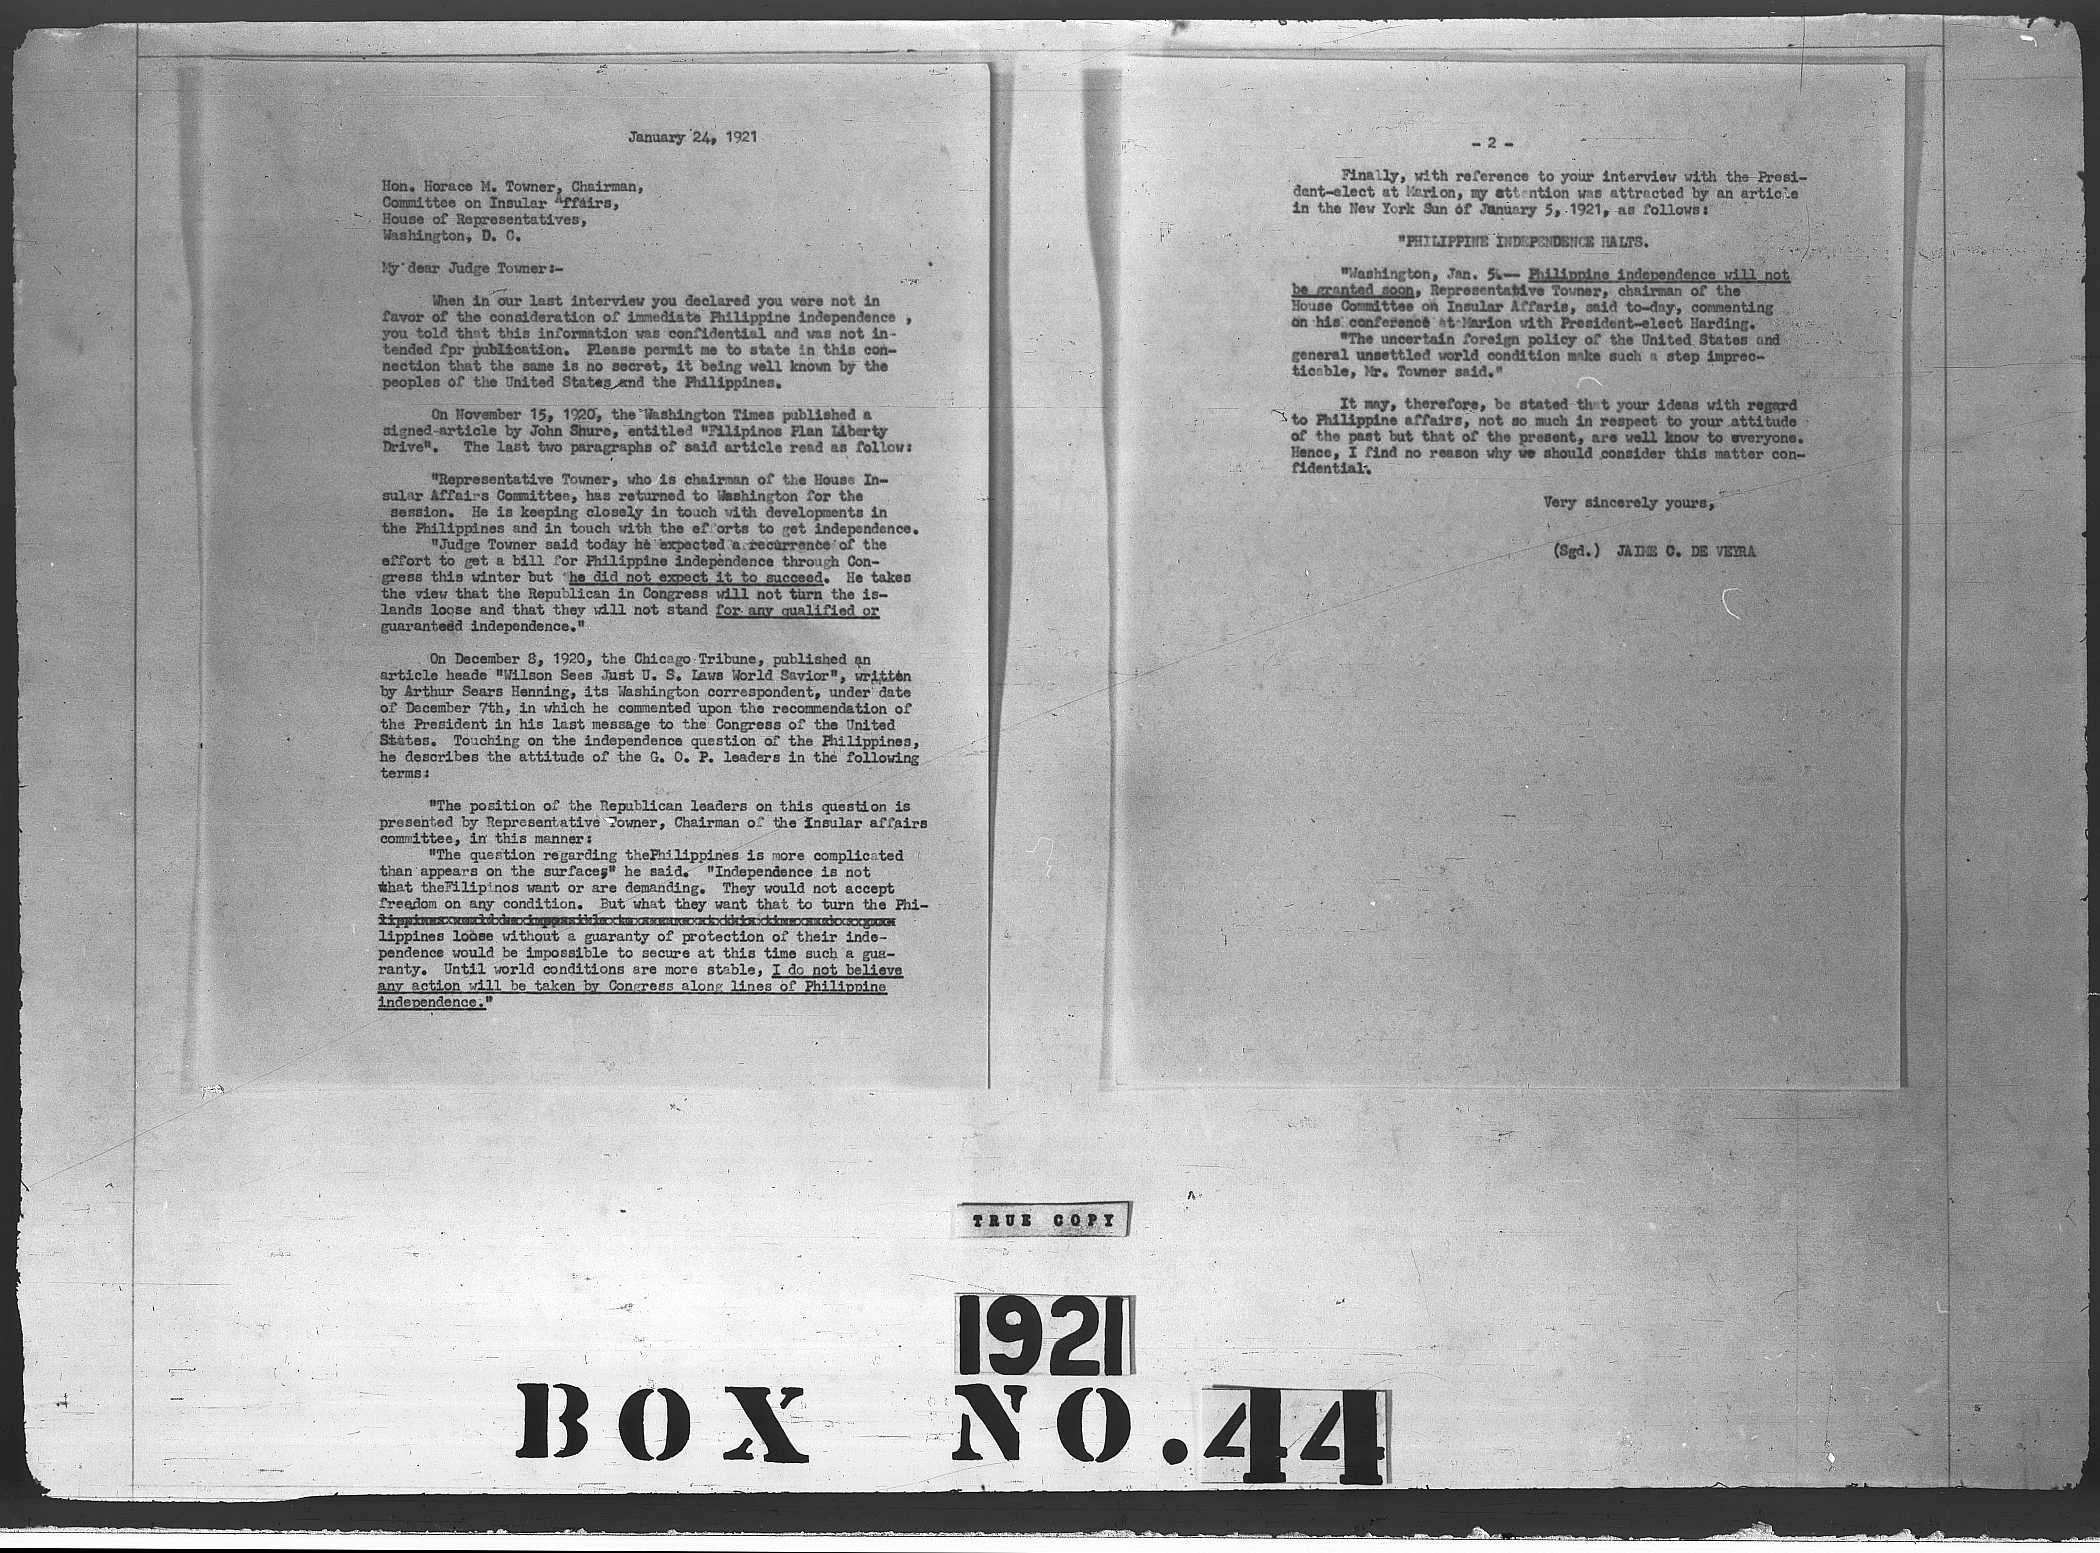 January 24, 1921
Hon. Horace M. Towner, Chairman,
Committee on Insular Affairs,
House of Representatives,
Washington, D. C.
My dear Judge Towner:-
When in our last interview you declared you were not in
favor of the consideration of immediate Philippine independence ,
you told that this information was confidential and was not in-
tended fpr publication. Please permit me to state in this con-
nection that the same is no secret, it being well known by the
peoples of the United States and the Philippines.
On November 15, 1920, the Washington Times published a
signed article by John Shure, entitled "Filipinos Plan Liberty
Drive". The last two paragraphs of said article read as follow:
"Representative Towner, who is chairman of the House In-
sular Affairs Committee, has returned to Washington for the
session. He is keeping closely in touch with developments in
the Philippines and in touch with the efforts to get independence.
"Judge Towner said today he expected a recurrence of the
effort to get a bill for Philippine independence through Con-
gress this winter but he did not expect it to succeed. He takes
the view that the Republican in Congress will not turn the is-
lands loose and that they will not stand for any qualified or
guaranteed independence."
On December 8, 1920, the Chicago Tribune, published an
article heade "Wilson Sees Just U. S. Laws World Savior", written
by Arthur Sears Henning, its Washington correspondent, under date
of December 7th, in which he commented upon the recommendation of
the President in his last message to the Congress of the United
States. Touching on the independence question of the Philippines,
he describes the attitude of the G. O. P. leaders in the following
terms:
"The position of the Republican leaders on this question is
presented by Representative Towner, Chairman of the Insular affairs
committee, in this manner:
"The question regarding thePhilippines is more complicated
than appears on the surface," he said. "Independence is not
what theFilipinos want or are demanding. They would not accept
freedom on any condition. But what they want that to turn the Phi-
lippines would be impossible to secure at this time such a gua
lippines loose without a guaranty of protection of their inde-
pendence would be impossible to secure at this time such a gua-
ranty. Until world conditions are more stable, I do not believe
any action will be taken by Congress along lines of Philippine
independence."
- 2 -
Finally, with reference to your interview with the Presi-
dant-elect at Marion, my attention was attracted by an article
in the New York Sun of January 5, 1921, as follows:
"PHILIPPINE INDEPENDENCE HALTS.
"Washington, Jan. 5.-- Philippine independence will not
be granted soon, Representative Towner, chairman of the
House Committee on Insular Affaris, said to-day, commenting
on his conference at Marion with President-elect Harding.
"The uncertain foreign policy of the United States and
general unsettled world condition make such a step imprec-
ticable, Mr. Towner said."
It may, therefore, be stated that your ideas with regard
to Philippine affairs, not so much in respect to your attitude
of the past but that of the present, are well know to everyone.
Hence, I find no reason why we should consider this matter con-
fidential.
Very sincerely yours,
(Sgd.) JAIME C. DE VEYRA
TRUE COPY
1921
BOX NO. 44